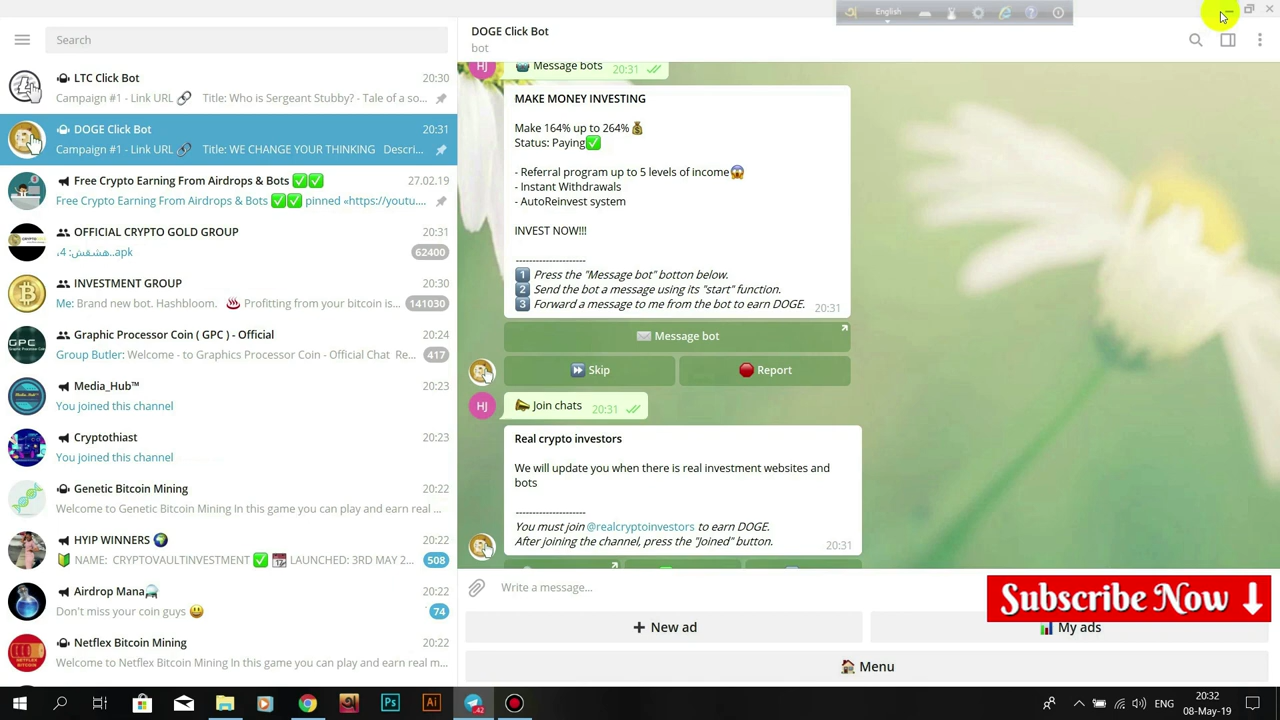 English
Search
LTC Click Bot
20:30
Campaign #1 - Link URL 🔗 Title: Who is Sergeant Stubby? - Tale of a so...
DOGE Click Bot
20:31
Campaign #1 - Link URL 🔗 Title: WE CHANGE YOUR THINKING Descri...
Free Crypto Earning From Airdrops & Bots ✅✅
27.02.19
Free Crypto Earning From Airdrops & Bots ✅✅ pinned «https://youtu....
OFFICIAL CRYPTO GOLD GROUP
20:31
،4 :هشفش..apk
62400
INVESTMENT GROUP
20:30
Me: Brand new bot. Hashbloom. ♨️ Profitting from your bitcoin is...
141030
Graphic Processor Coin ( GPC ) - Official
20:24
Group Butler: Welcome - to Graphics Processor Coin - Official Chat Re...
417
Media_Hub™
20:23
You joined this channel
Cryptothiast
20:23
You joined this channel
Genetic Bitcoin Mining
20:22
Welcome to Genetic Bitcoin Mining In this game you can play and earn real ...
HYIP WINNERS 🌍
20:22
🔰 NAME: CRYPTOVAULTINVESTMENT ✅ 📆 LAUNCHED: 3RD MAY 2...
508
Airdrop Mana
20:22
Don't miss your coin guys 😃
74
Netflex Bitcoin Mining
20:22
Welcome to Netflex Bitcoin Mining In this game you can play and earn real m...
DOGE Click Bot
bot
HJ
🤖 Message bots
20:31
MAKE MONEY INVESTING
Make 164% up to 264%💰
Status: Paying✅
- Referral program up to 5 levels of income😱
- Instant Withdrawals
- AutoReinvest system
INVEST NOW!!!
---------------------
1️⃣ Press the "Message bot" botton below.
2️⃣ Send the bot a message using its "start" function.
3️⃣ Forward a message to me from the bot to earn DOGE.
20:31
✉️ Message bot
⏩ Skip
🛑 Report
HJ
📣 Join chats
20:31
Real crypto investors
We will update you when there is real investment websites and
bots
---------------------
You must join @realcryptoinvestors to earn DOGE.
After joining the channel, press the "Joined" button.
20:31
Write a message...
Subscribe Now
➕ New ad
📊 My ads
🏠 Menu
GPC
Ps
Ai
42
ENG
20:32
08-May-19